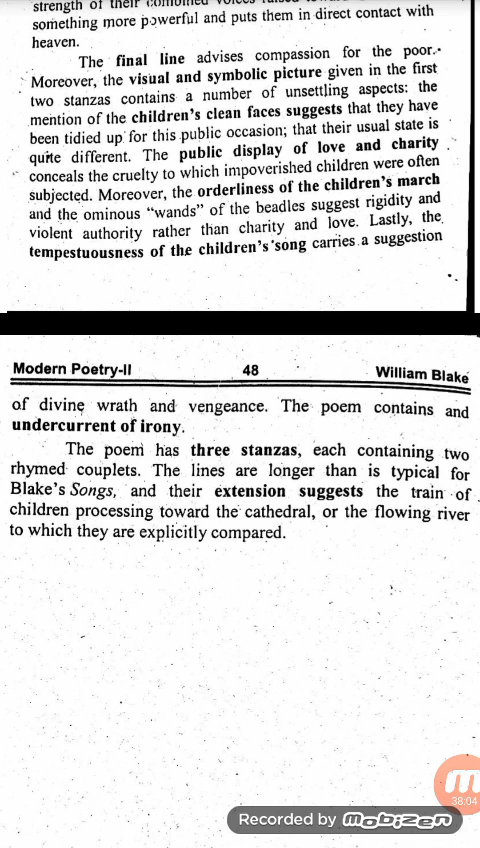 strength of their combined voices raised
something more powerful and puts them in direct contact with
heaven.
The final line advises compassion for the poor.
Moreover, the visual and symbolic picture given in the first
two stanzas contains a number of unsettling aspects: the
mention of the children's clean faces suggests that they have
been tidied up for this public occasion; that their usual state is
quite different. The public display of love and charity
conceals the cruelty to which impoverished children were often
subjected. Moreover, the orderliness of the children's march
and the ominous "wands" of the beadles suggest rigidity and
violent authority rather than charity and love. Lastly, the
tempestuousness of the children's song carries a suggestion
Modern Poetry-II 48 William Blake
of divine wrath and vengeance. The poem contains and
undercurrent of irony.
The poem has three stanzas, each containing two
rhymed couplets. The lines are longer than is typical for
Blake's Songs, and their extension suggests the train of
children processing toward the cathedral, or the flowing river
to which they are explicitly compared.
38:04
Recorded by mobizen